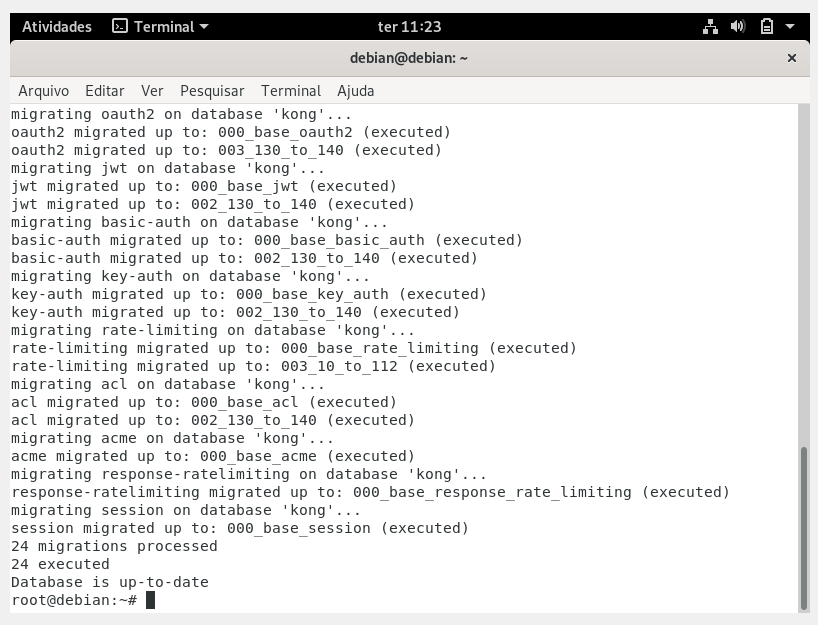 Atividades Terminal ter 11:23
debian@debian: ~ ×
Arquivo Editar Ver Pesquisar Terminal Ajuda
migrating oauth2 on database 'kong'...
oauth2 migrated up to: 000_base_oauth2 (executed)
oauth2 migrated up to: 003_130_to_140 (executed)
migrating jwt on database 'kong'...
jwt migrated up to: 000_base_jwt (executed)
jwt migrated up to: 002_130_to_140 (executed)
migrating basic-auth on database 'kong'...
basic-auth migrated up to: 000_base_basic_auth (executed)
basic-auth migrated up to: 002_130_to_140 (executed)
migrating key-auth on database 'kong'...
key-auth migrated up to: 000_base_key_auth (executed)
key-auth migrated up to: 002_130_to_140 (executed)
migrating rate-limiting on database 'kong'...
rate-limiting migrated up to: 000_base_rate_limiting (executed)
rate-limiting migrated up to: 003_10_to_112 (executed)
migrating acl on database 'kong'...
acl migrated up to: 000_base_acl (executed)
acl migrated up to: 002_130_to_140 (executed)
migrating acme on database 'kong'...
acme migrated up to: 000_base_acme (executed)
migrating response-ratelimiting on database 'kong'...
response-ratelimiting migrated up to: 000_base_response_rate_limiting (executed)
migrating session on database 'kong'...
session migrated up to: 000_base_session (executed)
24 migrations processed
24 executed
Database is up-to-date
root@debian:~#